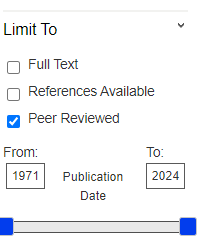 Limit To
Full Text
References Available
Peer Reviewed
From: To:
1971 Publication 2024
Date